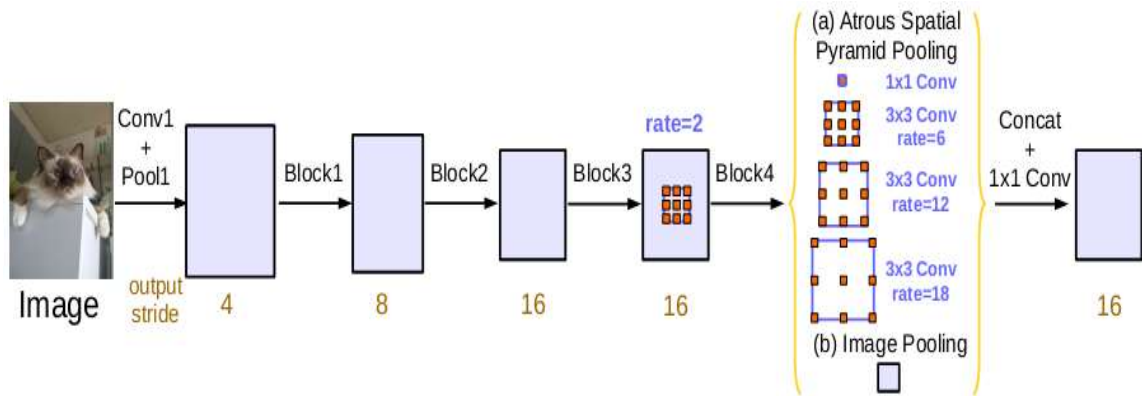 Image
Conv1
+
Pool1
output
stride
4
Block1
8
Block2
16
Block3
rate=2
16
Block4
(a) Atrous Spatial
Pyramid Pooling
1x1 Conv
3x3 Conv
rate=6
3x3 Conv
rate=12
3x3 Conv
rate=18
(b) Image Pooling
Concat
+
1x1 Conv
16